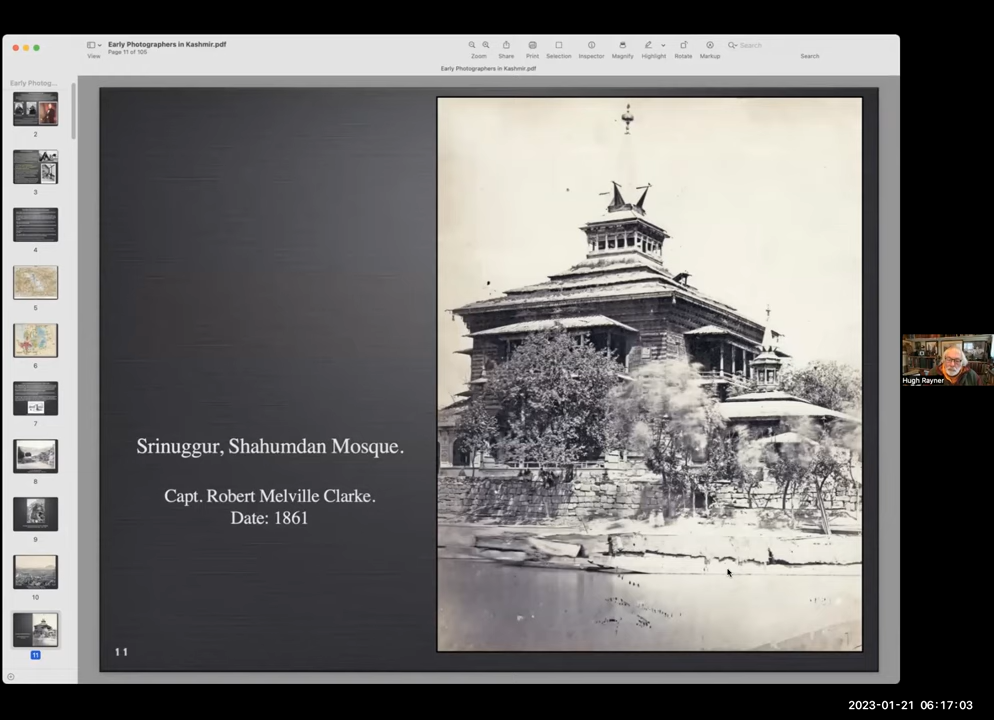 Early Photographers in Kashmir.pdf
Page 11 of 105
View
Zoom
Share
Print
Selection
Inspector
Magnify
Highlight
Rotate
Markup
Search
Search
Early Photographers in Kashmir.pdf
Early Photog...
2
3
4
5
6
7
8
9
10
11
Srinuggur, Shahumdan Mosque.
Capt. Robert Melville Clarke.
Date: 1861
11
Hugh Rayner
2023-01-21 06:17:03